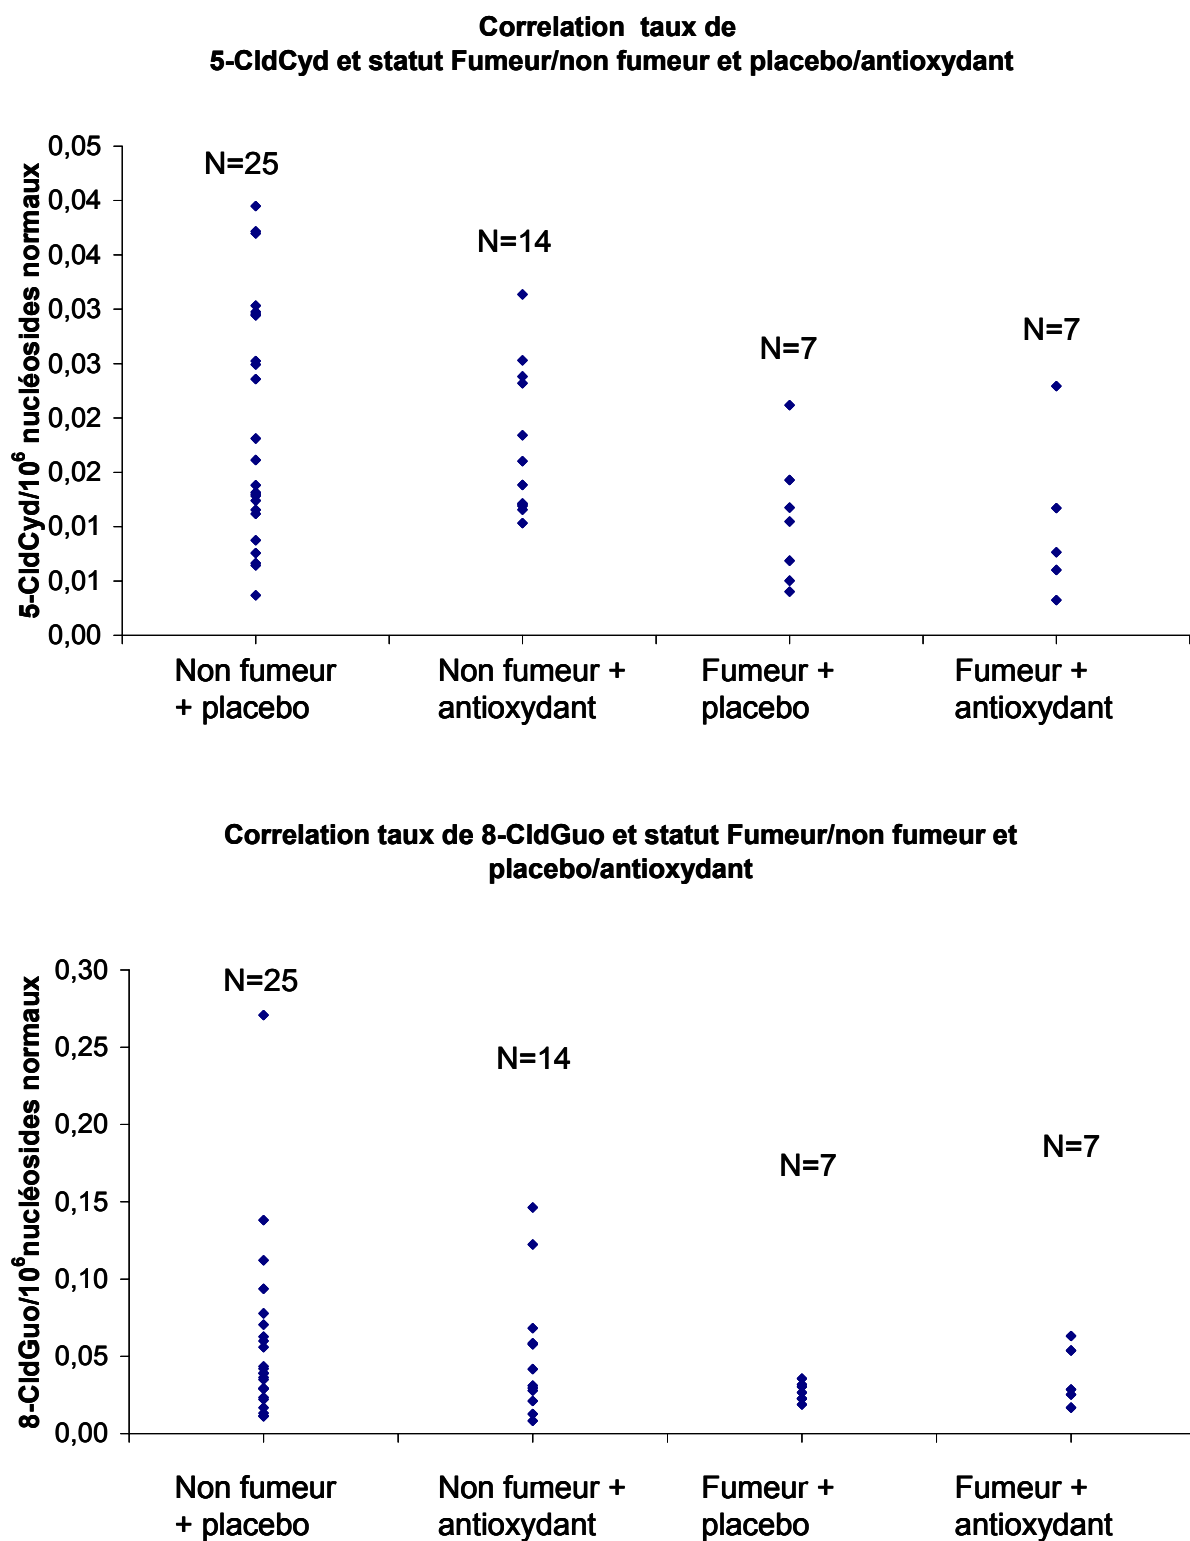 Correlation taux de
5-CldCyd et statut Fumeur/non fumeur et placebo/antioxydant
5-CldCyd/10⁶ nucléosides normaux
0,05
0,04
0,04
0,03
0,03
0,02
0,02
0,01
0,01
0,00
N=25
N=14
N=7
N=7
Non fumeur
+ placebo
Non fumeur +
antioxydant
Fumeur +
placebo
Fumeur +
antioxydant
Correlation taux de 8-CldGuo et statut Fumeur/non fumeur et
placebo/antioxydant
8-CldGuo/10⁶nucléosides normaux
0,30
0,25
0,20
0,15
0,10
0,05
0,00
N=25
N=14
N=7
N=7
Non fumeur
+ placebo
Non fumeur +
antioxydant
Fumeur +
placebo
Fumeur +
antioxydant